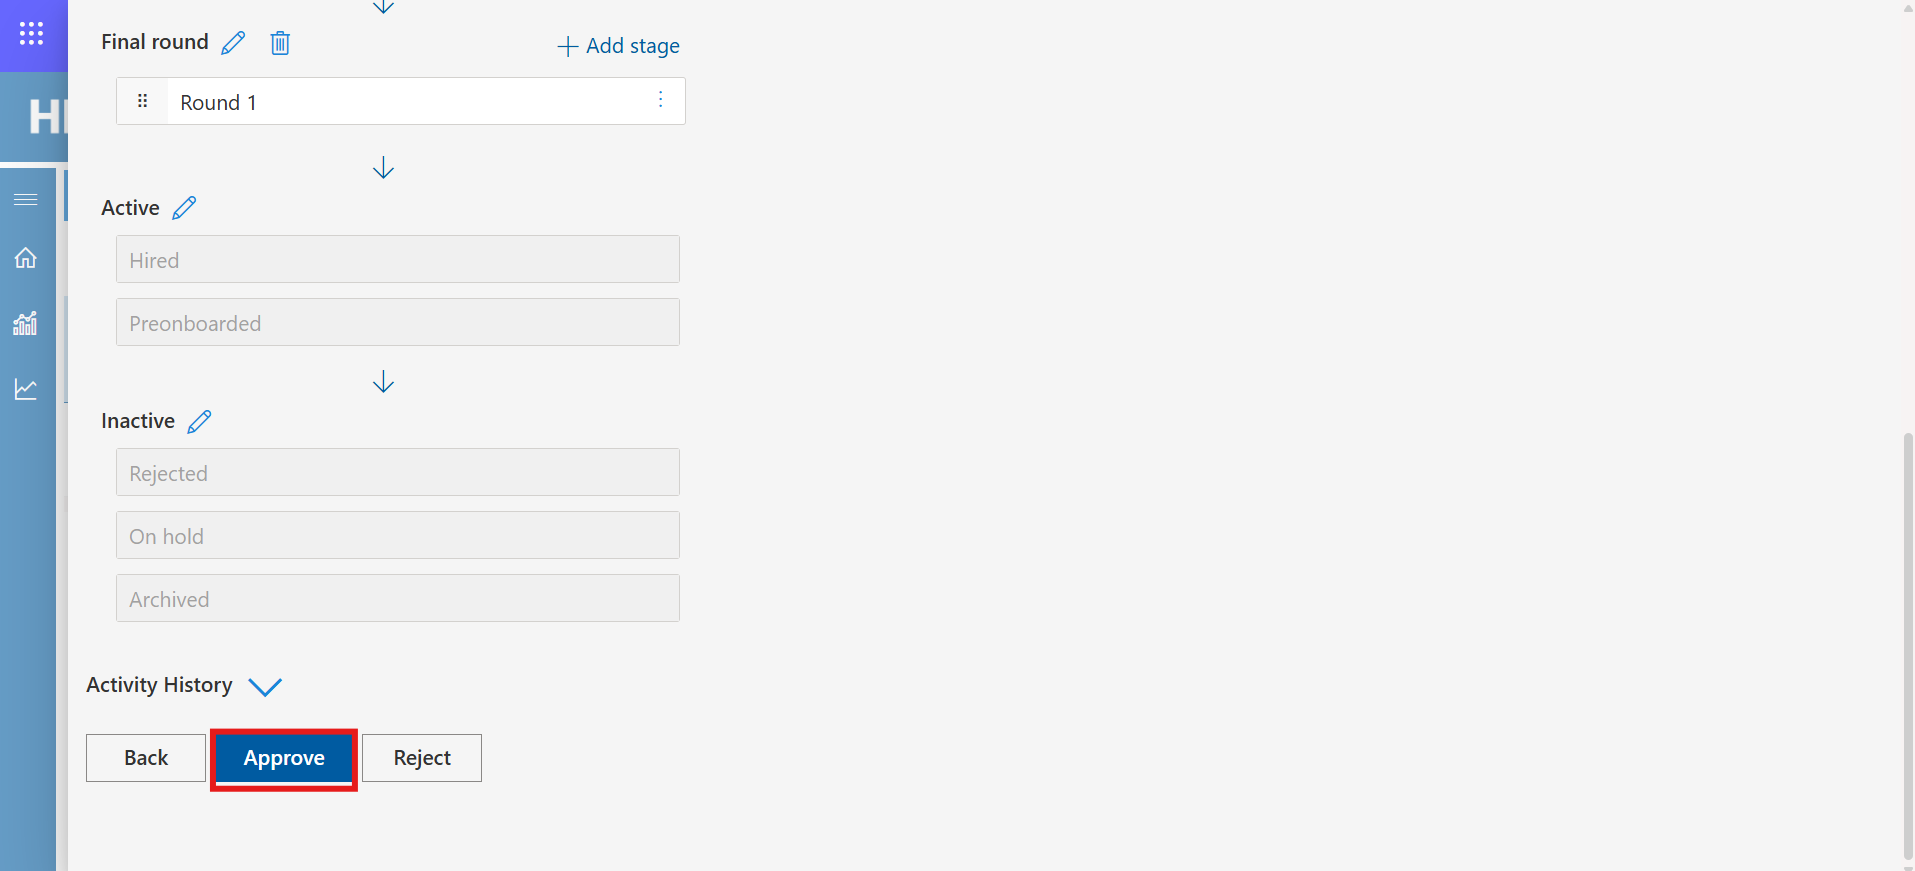 Final round
+ Add stage
Round 1
Active
Hired
Preonboarded
Inactive
Rejected
On hold
Archived
Activity History
Back
Approve
Reject